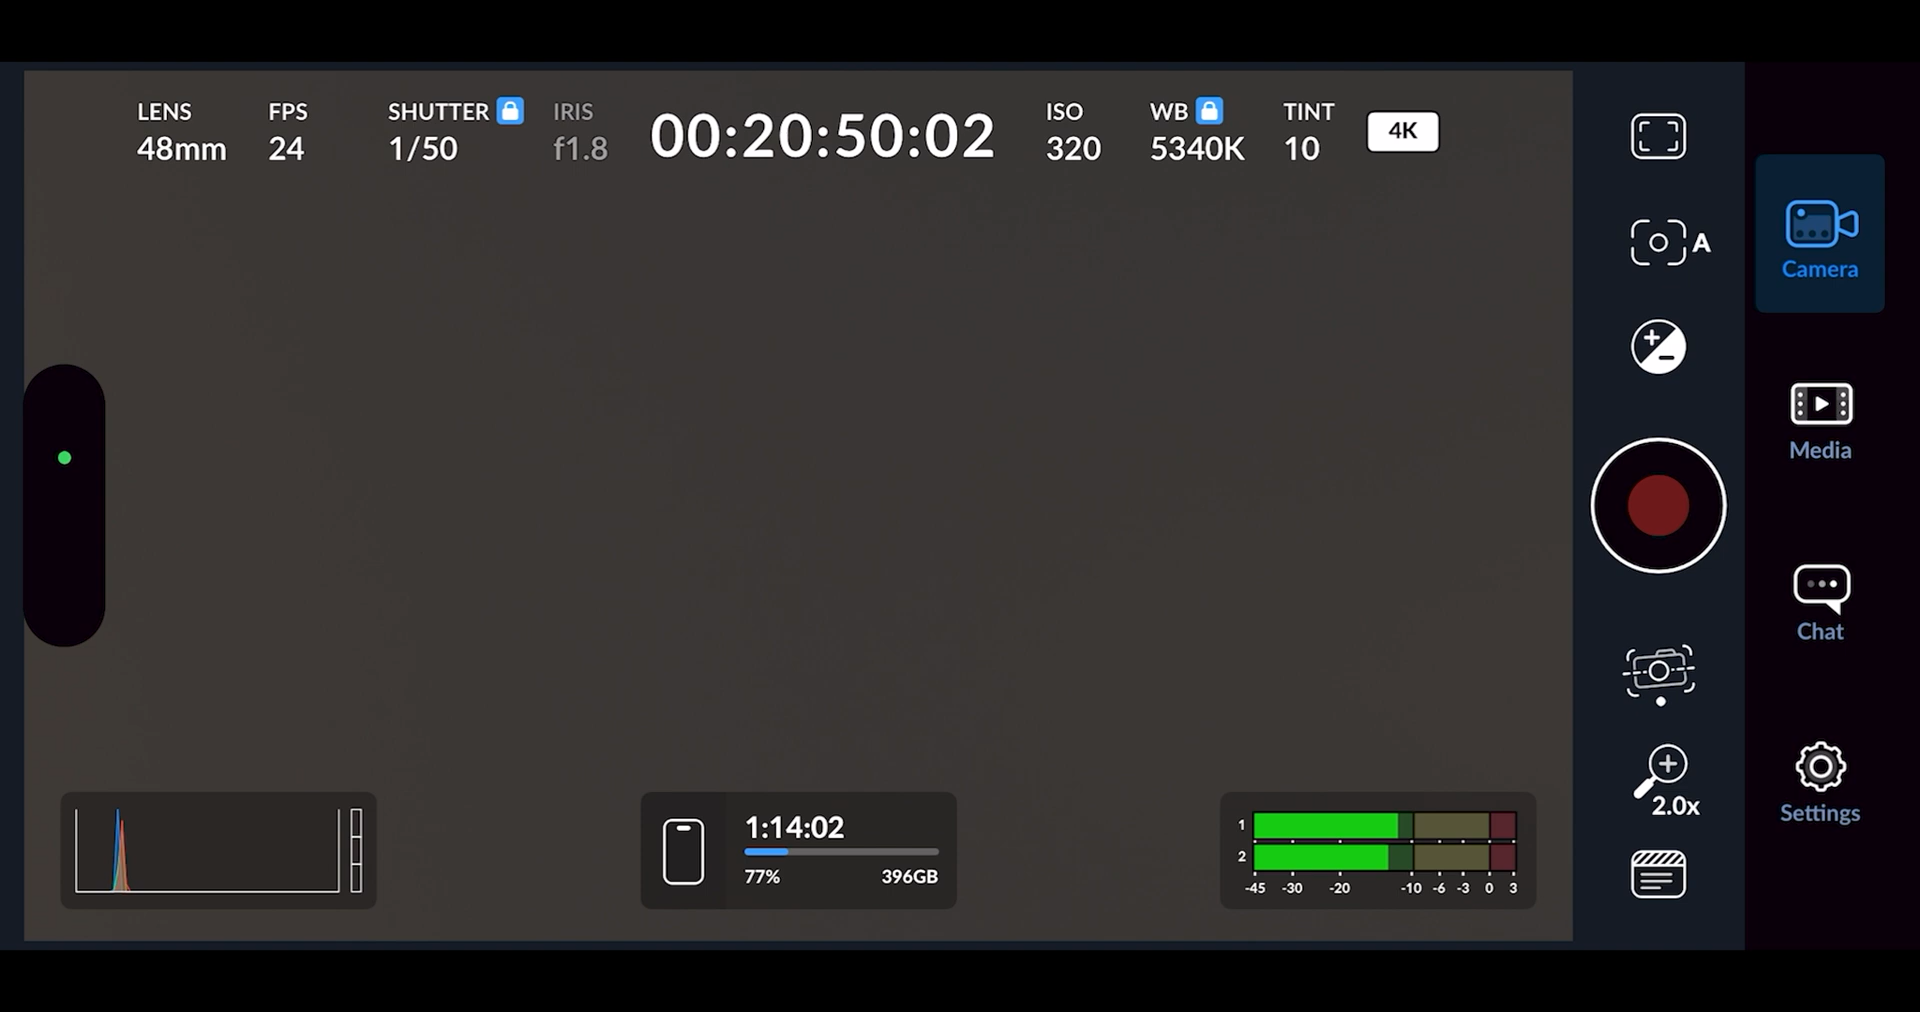 LENS FPS SHUTTER IRIS ISO WB TINT
48mm 24 1/50 f1.8 00:20:50:02 320 5340K 10 4K
A
Camera
Media
Chat
2.0x
Settings
1:14:02
77% 396GB
1
2
-45 -30 -20 -10 -6 -3 0 3